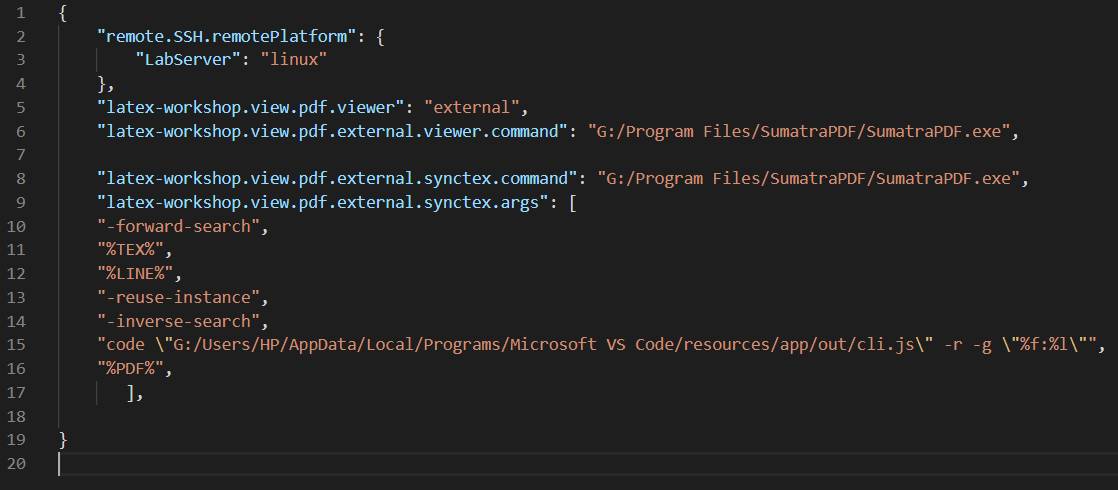 1 {
2 "remote.SSH.remotePlatform": {
3 "LabServer": "linux"
4 },
5 "latex-workshop.view.pdf.viewer": "external",
6 "latex-workshop.view.pdf.external.viewer.command": "G:/Program Files/SumatraPDF/SumatraPDF.exe",
7
8 "latex-workshop.view.pdf.external.synctex.command": "G:/Program Files/SumatraPDF/SumatraPDF.exe",
9 "latex-workshop.view.pdf.external.synctex.args": [
10 "-forward-search",
11 "%TEX%",
12 "%LINE%",
13 "-reuse-instance",
14 "-inverse-search",
15 "code \"G:/Users/HP/AppData/Local/Programs/Microsoft VS Code/resources/app/out/cli.js\" -r -g \"%f:%l\"",
16 "%PDF%",
17 ],
18
19 }
20